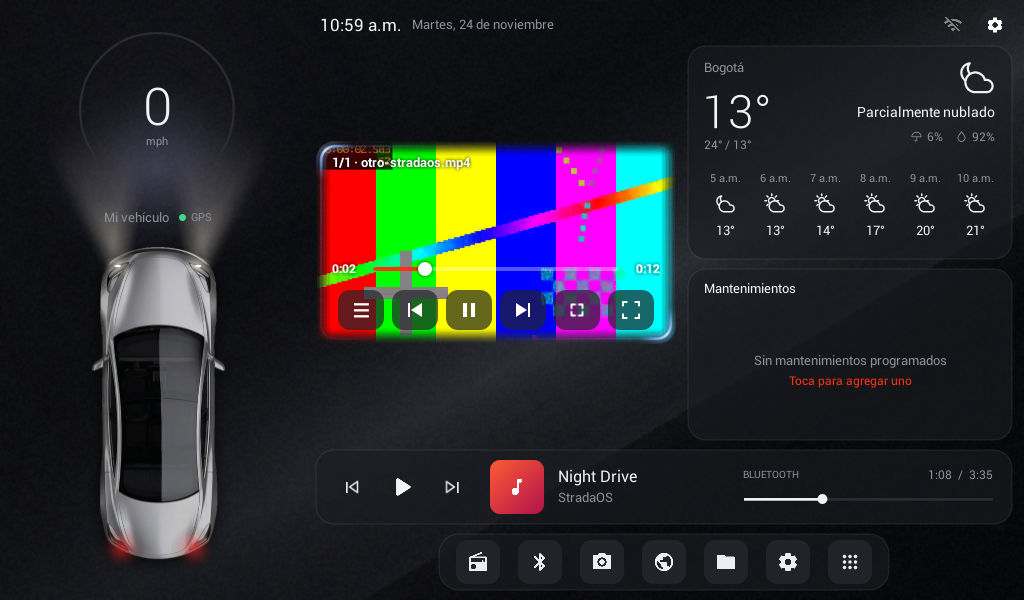 10:59 a.m. Martes, 24 de noviembre
0
mph
Mi vehículo GPS
1/1 · otro-stradaos.mp4
0:02 0:12
Bogotá
13°
24° / 13°
Parcialmente nublado
6% 92%
5 a.m. 6 a.m. 7 a.m. 8 a.m. 9 a.m. 10 a.m.
13° 13° 14° 17° 20° 21°
Mantenimientos
Sin mantenimientos programados
Toca para agregar uno
Night Drive
StradaOS
BLUETOOTH 1:08 / 3:35